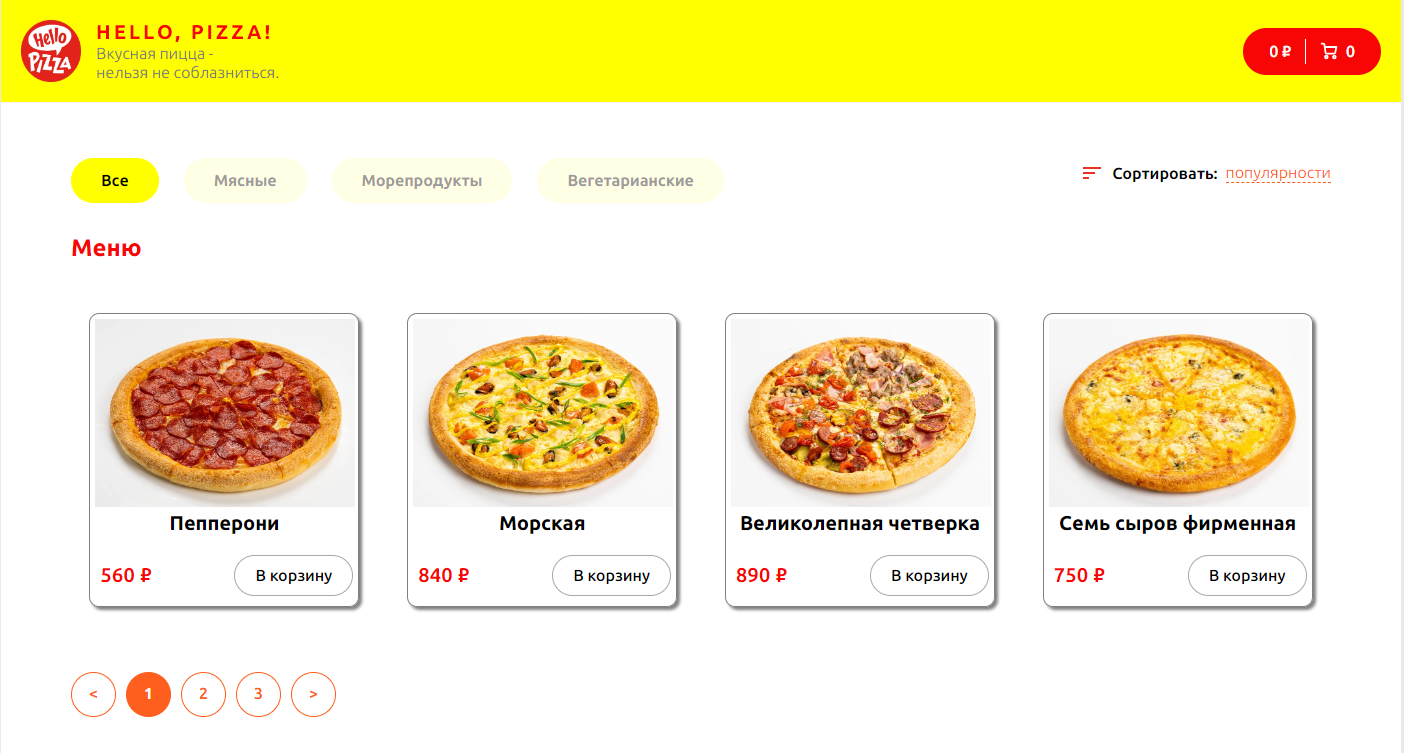 Hello
PiZZA
HELLO, PIZZA!
Вкусная пицца -
нельзя не соблазниться.
0 ₽ 0
Все Мясные Морепродукты Вегетарианские
Сортировать: популярности
Меню
Пепперони
560 ₽ В корзину
Морская
840 ₽ В корзину
Великолепная четверка
890 ₽ В корзину
Семь сыров фирменная
750 ₽ В корзину
< 1 2 3 >